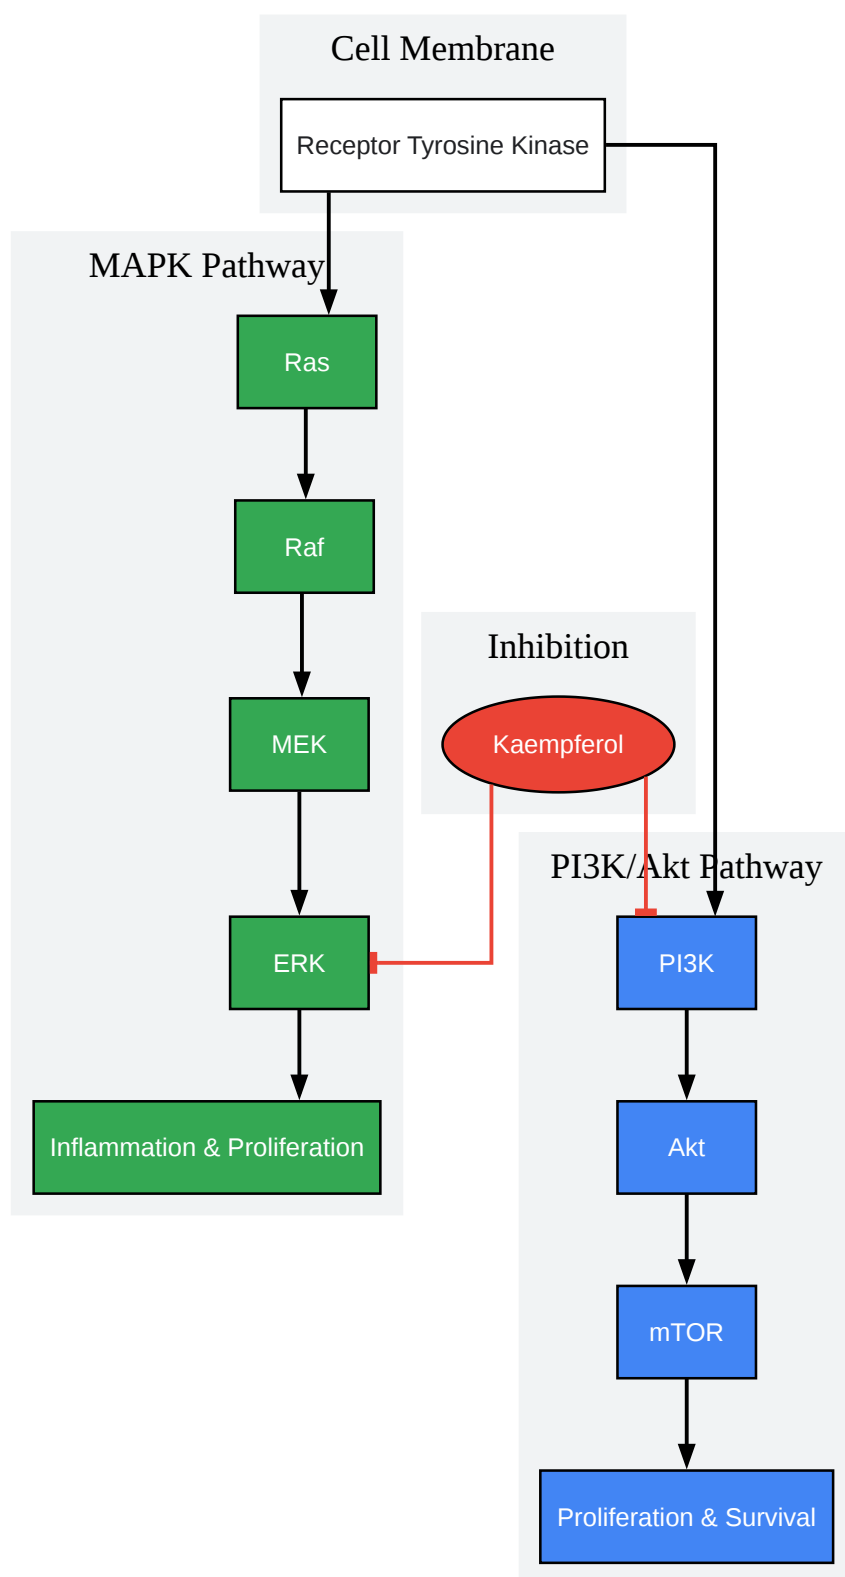 Cell Membrane
Receptor Tyrosine Kinase
MAPK Pathway
Ras
Raf
Inhibition
MEK
Kaempferol
PI3K/Akt Pathway
ERK
PI3K
Inflammation & Proliferation
Akt
mTOR
Proliferation & Survival